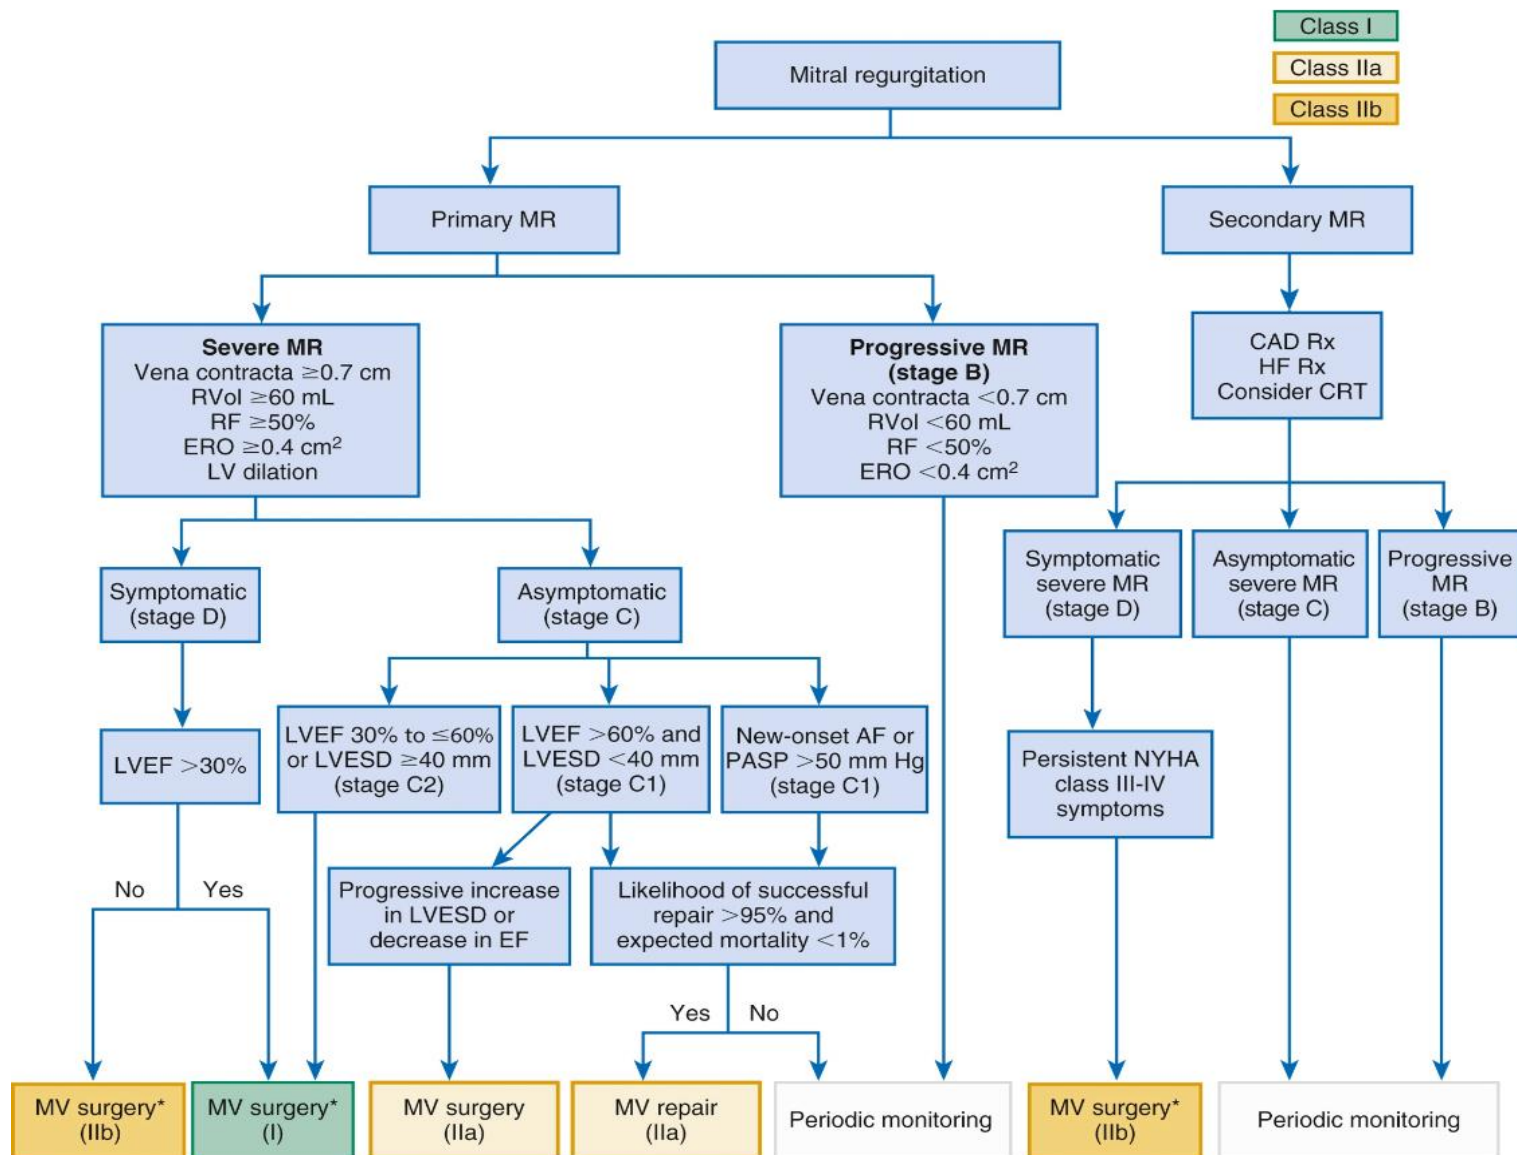 Class I
Class IIa
Class IIb
Mitral regurgitation
Primary MR
Secondary MR
Severe MR
Vena contracta ≥0.7 cm
RVol ≥60 mL
RF ≥50%
ERO ≥0.4 cm²
LV dilation
Progressive MR
(stage B)
Vena contracta <0.7 cm
RVol <60 mL
RF <50%
ERO <0.4 cm²
CAD Rx
HF Rx
Consider CRT
Symptomatic
(stage D)
Asymptomatic
(stage C)
Symptomatic
severe MR
(stage D)
Asymptomatic
severe MR
(stage C)
Progressive
MR
(stage B)
LVEF >30%
LVEF 30% to ≤60%
or LVESD ≥40 mm
(stage C2)
LVEF >60% and
LVESD <40 mm
(stage C1)
New-onset AF or
PASP >50 mm Hg
(stage C1)
Persistent NYHA
class III-IV
symptoms
No
Yes
Progressive increase
in LVESD or
decrease in EF
Likelihood of successful
repair >95% and
expected mortality <1%
Yes
No
MV surgery*
(IIb)
MV surgery*
(I)
MV surgery
(IIa)
MV repair
(IIa)
Periodic monitoring
MV surgery*
(IIb)
Periodic monitoring